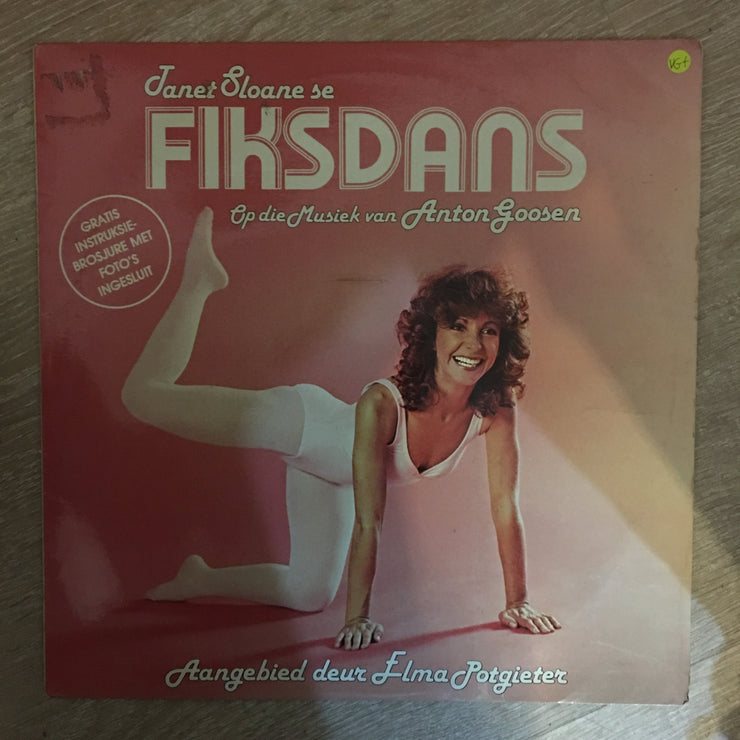 Janet Sloane se
FIKSDANS
Op die Musiek van Anton Goosen
GRATIS
INSTRUKSIE-
BROSJURE MET
FOTO'S
INGESLUIT
Aangebied deur Elma Potgieter
VG+